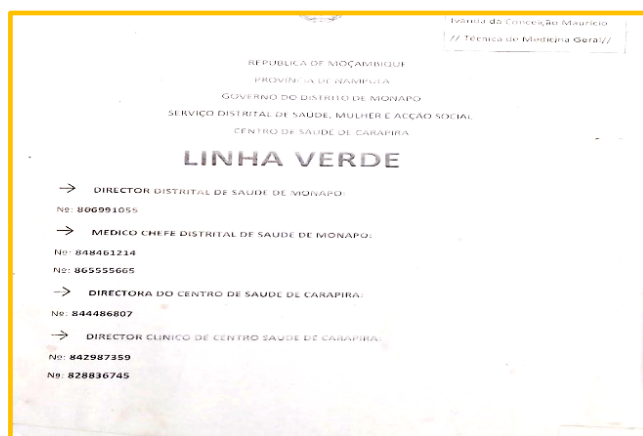 Ivânia da Conceição Mauricio
// Técnica de Medicina Geral//
REPUBLICA DE MOÇAMBIQUE
PROVINCIA DE NAMPULA
GOVERNO DO DISTRITO DE MONAPO
SERVIÇO DISTRITAL DE SAUDE, MULHER E ACÇÃO SOCIAL
CENTRO DE SAUDE DE CARAPIRA
LINHA VERDE
→ DIRECTOR DISTRITAL DE SAUDE DE MONAPO:
Nº: 806991055
→ MEDICO CHEFE DISTRITAL DE SAUDE DE MONAPO:
Nº: 848461214
Nº: 865555665
→ DIRECTORA DO CENTRO DE SAUDE DE CARAPIRA:
Nº: 844486807
→ DIRECTOR CLINICO DE CENTRO SAUDE DE CARAPIRA:
Nº: 842987359
Nº: 828836745